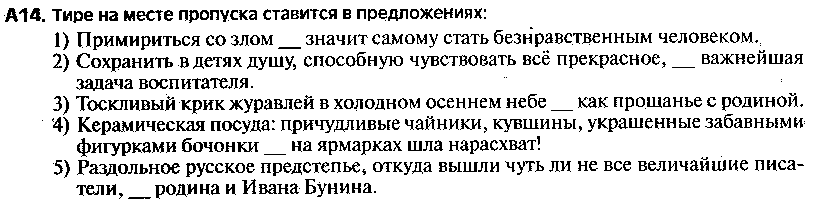 А14. Тире на месте пропуска ставится в предложениях:
1) Примириться со злом __ значит самому стать безнравственным человеком.
2) Сохранить в детях душу, способную чувствовать всё прекрасное, __ важнейшая
задача воспитателя.
3) Тоскливый крик журавлей в холодном осеннем небе __ как прощанье с родиной.
4) Керамическая посуда: причудливые чайники, кувшины, украшенные забавными
фигурками бочонки __ на ярмарках шла нарасхват!
5) Раздольное русское предстепье, откуда вышли чуть ли не все величайшие писа-
тели, __ родина и Ивана Бунина.